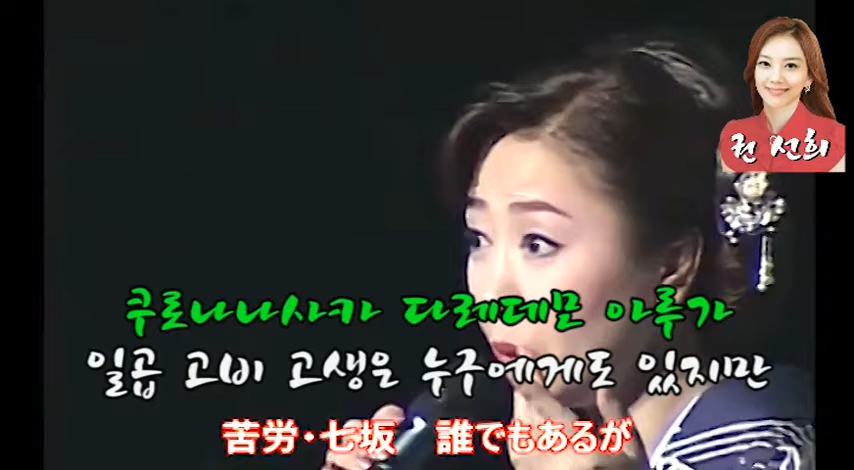 권 선희
쿠로나나사카 다레데모 아루가
일곱 고비 고생은 누구에게도 있지만
苦労・七坂 誰でもあるが